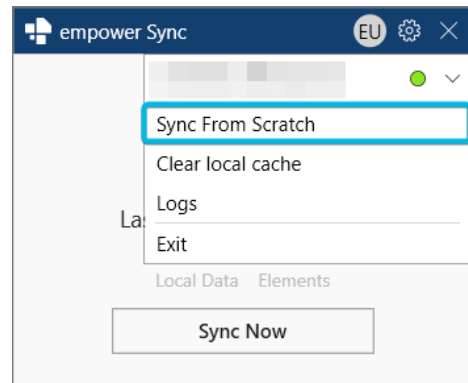 empower Sync EU
Sync From Scratch
Clear local cache
Logs
Exit
Local Data Elements
Sync Now